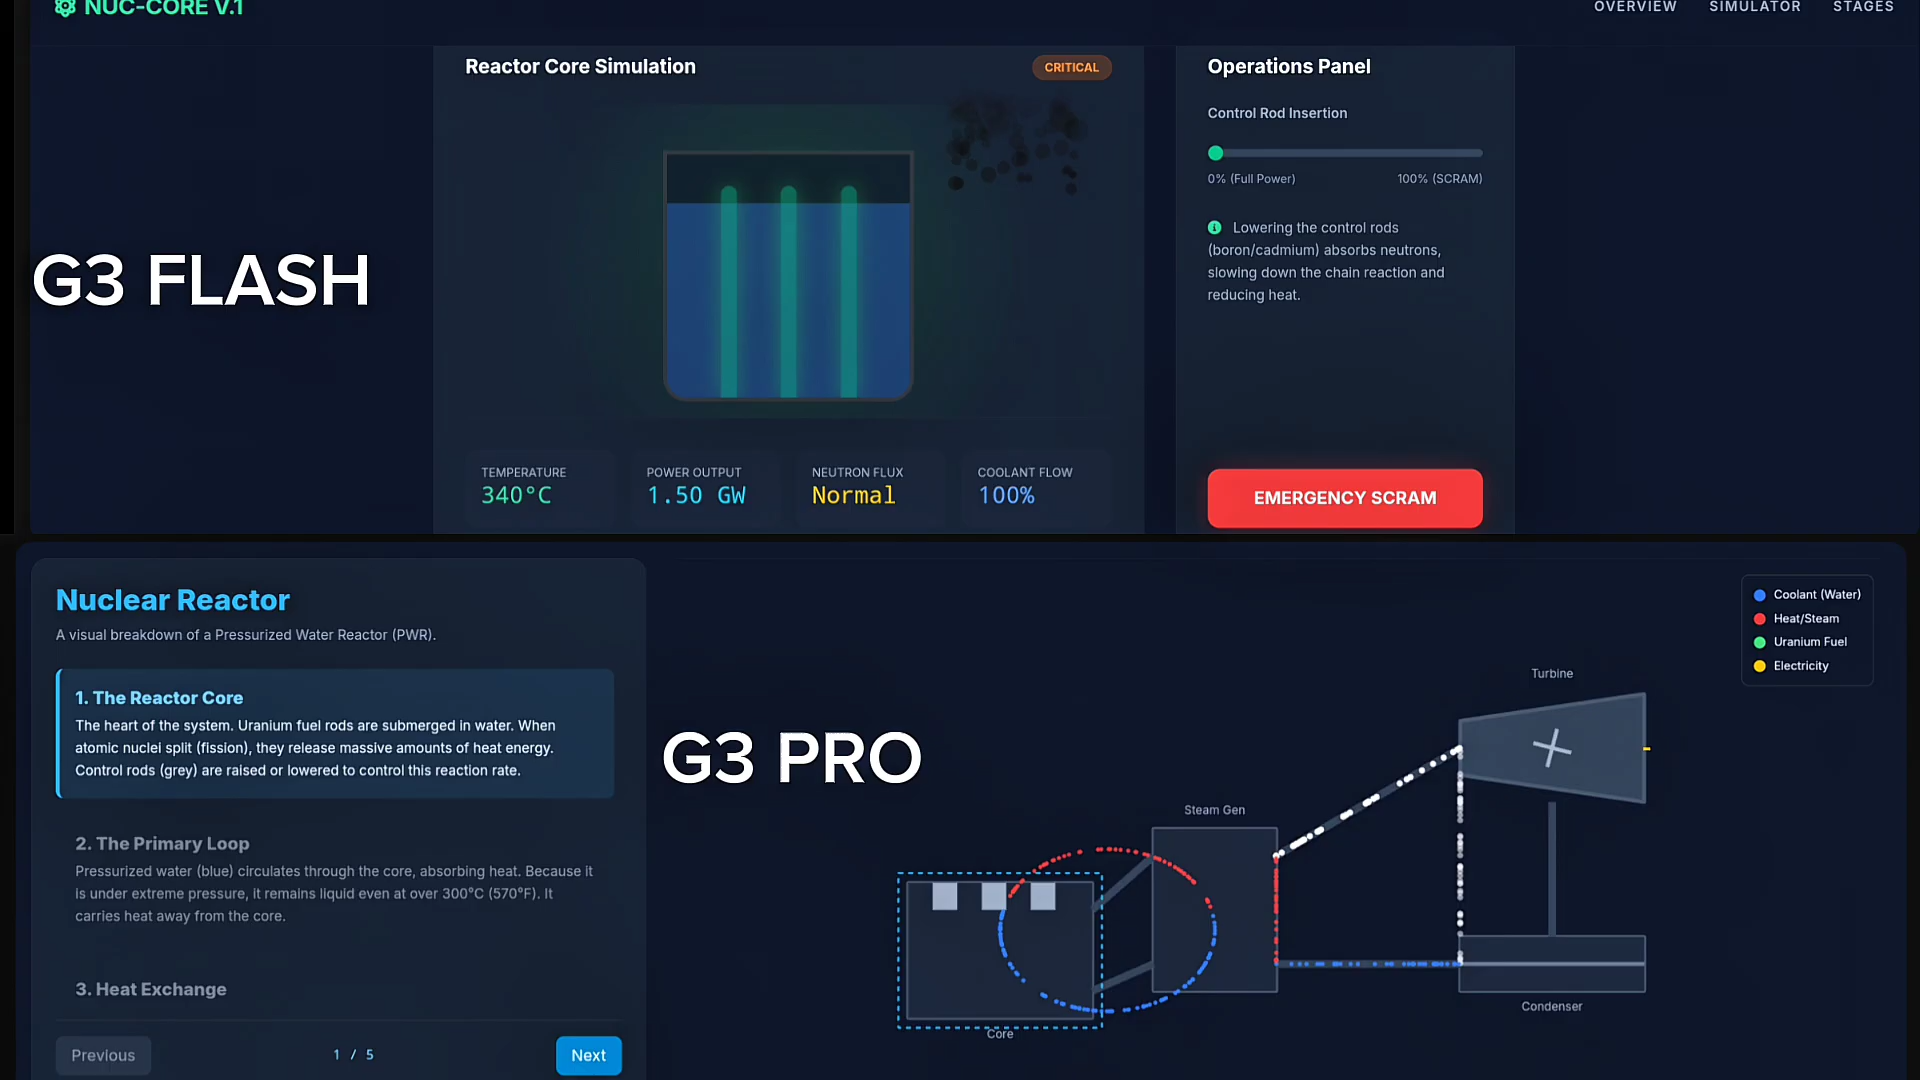 NUC-CORE V.1
OVERVIEW
SIMULATOR
STAGES
Reactor Core Simulation
CRITICAL
Operations Panel
Control Rod Insertion
0% (Full Power)
100% (SCRAM)
Lowering the control rods
(boron/cadmium) absorbs neutrons,
slowing down the chain reaction and
reducing heat.
G3 FLASH
TEMPERATURE
340°C
POWER OUTPUT
1.50 GW
NEUTRON FLUX
Normal
COOLANT FLOW
100%
EMERGENCY SCRAM
Nuclear Reactor
A visual breakdown of a Pressurized Water Reactor (PWR).
1. The Reactor Core
The heart of the system. Uranium fuel rods are submerged in water. When
atomic nuclei split (fission), they release massive amounts of heat energy.
Control rods (grey) are raised or lowered to control this reaction rate.
2. The Primary Loop
Pressurized water (blue) circulates through the core, absorbing heat. Because it
is under extreme pressure, it remains liquid even at over 300°C (570°F). It
carries heat away from the core.
3. Heat Exchange
Previous
1 / 5
Next
G3 PRO
Coolant (Water)
Heat/Steam
Uranium Fuel
Electricity
Turbine
Steam Gen
Core
Condenser